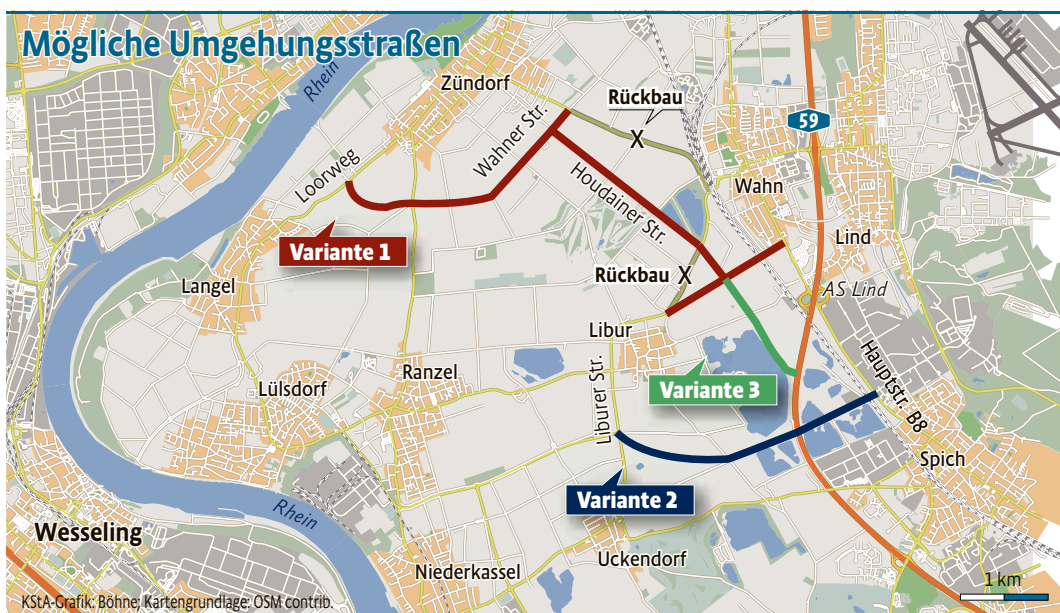 Mögliche Umgehungsstraßen
Rhein
Zündorf
Rückbau
59
Wahner Str.
Loorweg
Wahn
Houdainer Str.
Lind
Variante 1
Rückbau
X
X
Langel
AS Lind
Libur
Hauptstr. B8
Ranzel
Lülsdorf
Liburer Str.
Variante 3
Spich
Variante 2
Rhein
Wesseling
Uckendorf
Niederkassel
1 km
KStA-Grafik: Böhne; Kartengrundlage: OSM contrib.